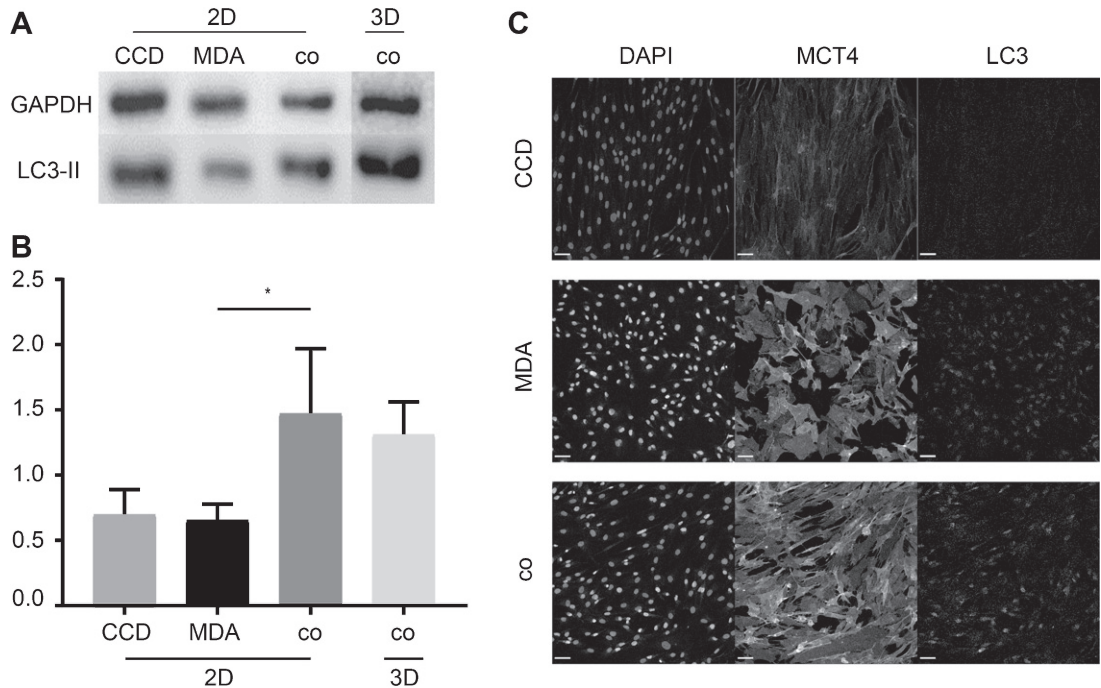 A
2D
3D
CCD MDA co co
GAPDH
LC3-II
B
2.5
2.0
1.5
1.0
0.5
0.0
*
CCD MDA co co
2D 3D
C
DAPI MCT4 LC3
CCD
MDA
co